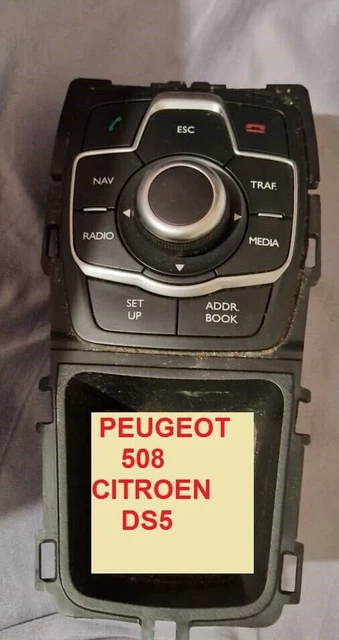 ESC
NAV
TRAF.
RADIO
MEDIA
SET
UP
ADDR.
BOOK
PEUGEOT
508
CITROEN
DS5